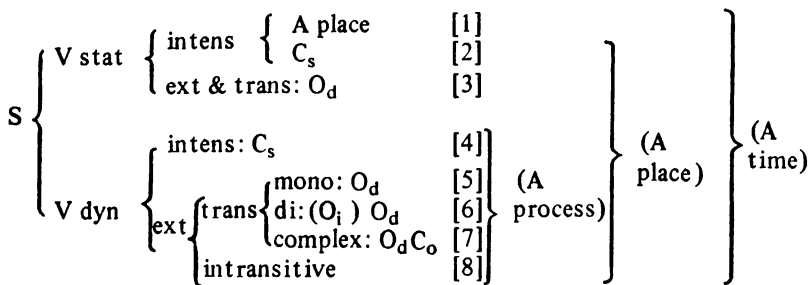 A place [1]
V stat intens
C_s [2]
ext & trans: O_d [3]
S
intens: C_s [4] (A (A
place) time)
mono: O_d [5] (A
V dyn trans di: (O_i) O_d [6] process)
ext
complex: O_d C_o [7]
intransitive [8]